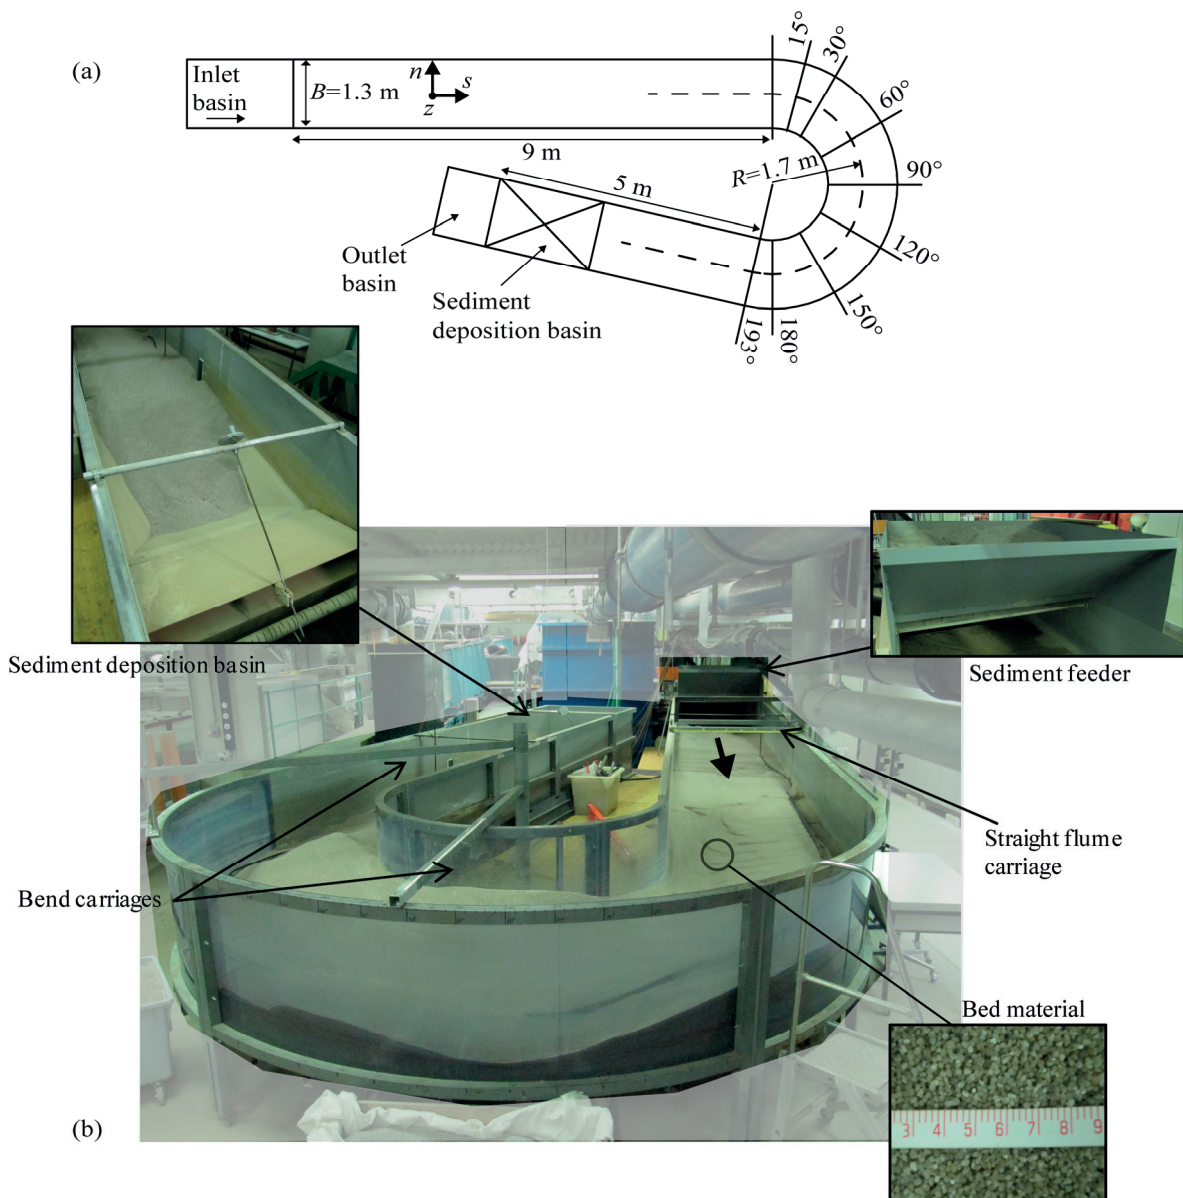 (a)
Inlet
basin
B=1.3 m
n
s
z
9 m
15°
30°
60°
90°
120°
150°
180°
193°
R=1.7 m
5 m
Outlet
basin
Sediment
deposition basin
Sediment deposition basin
Sediment feeder
Straight flume
carriage
Bend carriages
Bed material
3 4 5 6 7 8 9
(b)